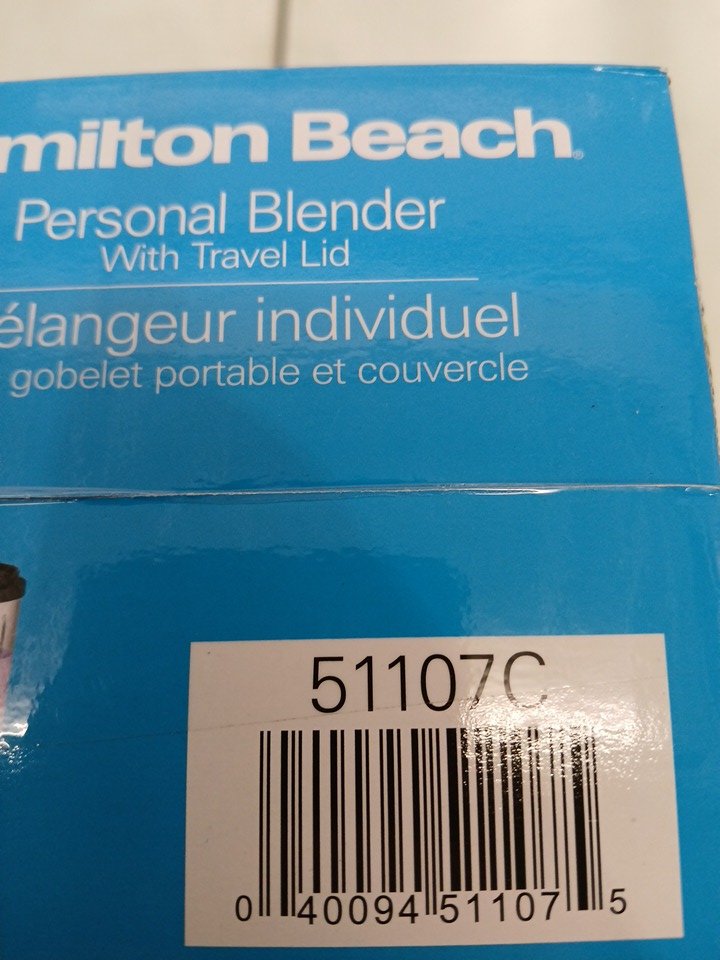 milton Beach®
Personal Blender
With Travel Lid
élangeur individuel
gobelet portable et couvercle
51107C
0 40094 51107 5